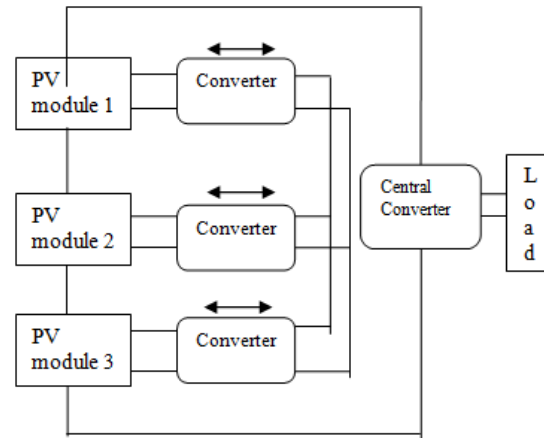 PV
module 1
Converter
PV
module 2
Converter
PV
module 3
Converter
Central
Converter
L
o
a
d